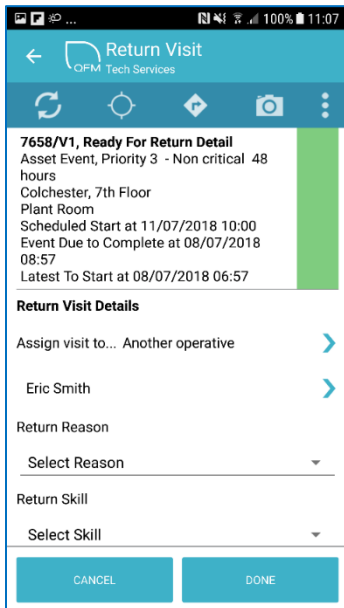 100% 11:07
Return Visit
QFM Tech Services
7658/V1, Ready For Return Detail
Asset Event, Priority 3 - Non critical 48
hours
Colchester, 7th Floor
Plant Room
Scheduled Start at 11/07/2018 10:00
Event Due to Complete at 08/07/2018
08:57
Latest To Start at 08/07/2018 06:57
Return Visit Details
Assign visit to... Another operative
Eric Smith
Return Reason
Select Reason
Return Skill
Select Skill
CANCEL DONE